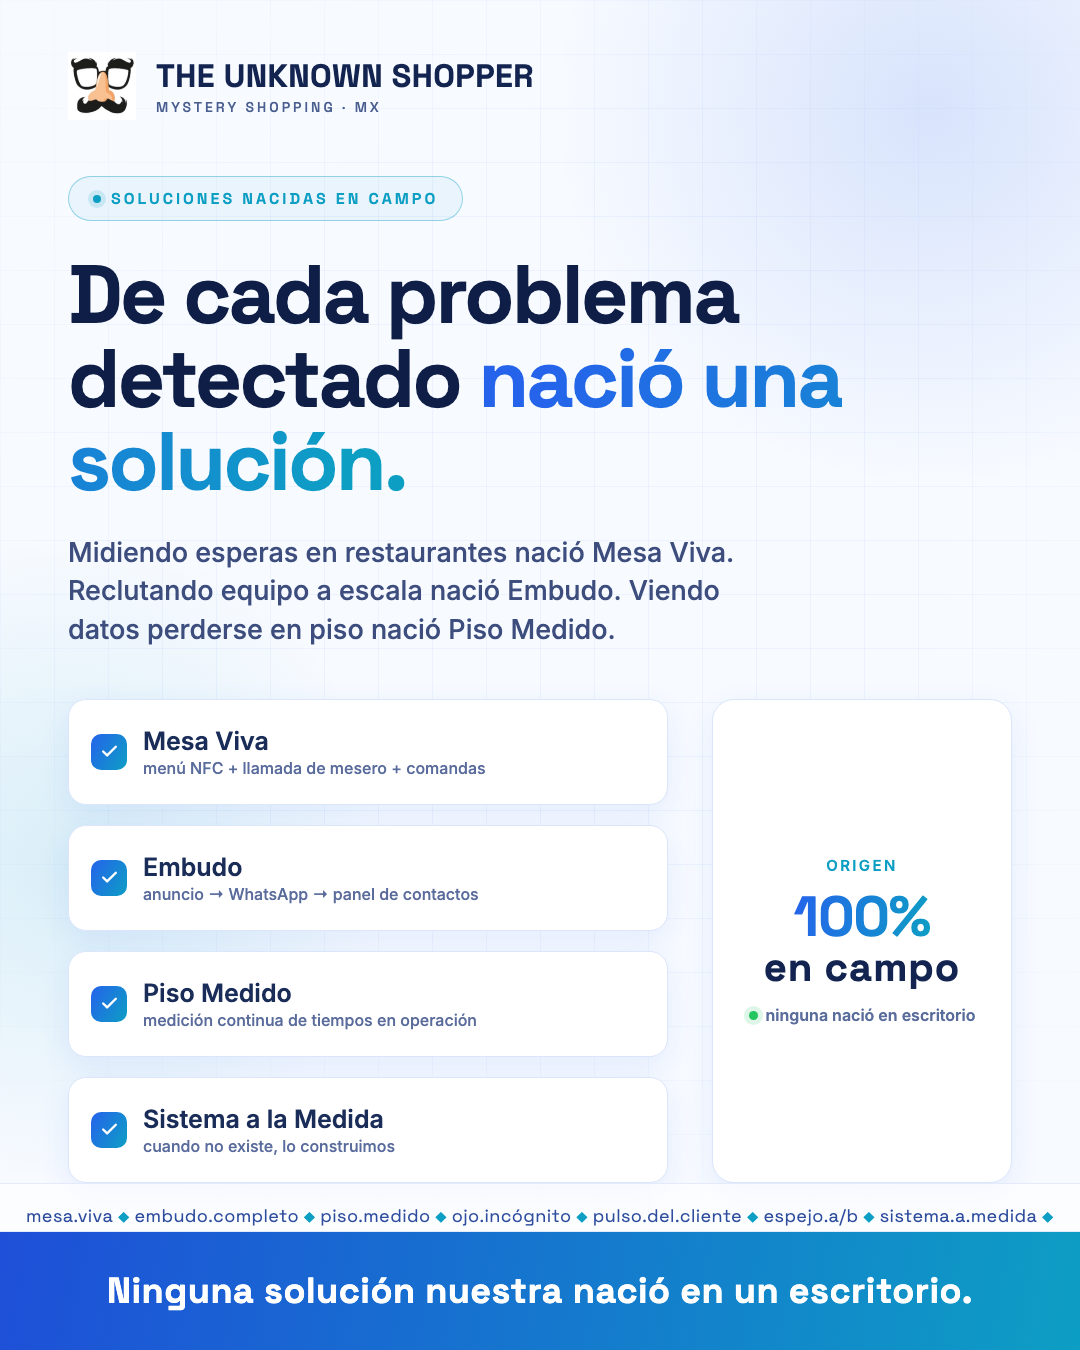 THE UNKNOWN SHOPPER
MYSTERY SHOPPING · MX
SOLUCIONES NACIDAS EN CAMPO
De cada problema
detectado nació una
solución.
Midiendo esperas en restaurantes nació Mesa Viva.
Reclutando equipo a escala nació Embudo. Viendo
datos perderse en piso nació Piso Medido.
Mesa Viva
menú NFC + llamada de mesero + comandas
Embudo
anuncio → WhatsApp → panel de contactos
Piso Medido
medición continua de tiempos en operación
Sistema a la Medida
cuando no existe, lo construimos
ORIGEN
100%
en campo
ninguna nació en escritorio
mesa.viva ◆ embudo.completo ◆ piso.medido ◆ ojo.incógnito ◆ pulso.del.cliente ◆ espejo.a/b ◆ sistema.a.medida ◆
Ninguna solución nuestra nació en un escritorio.